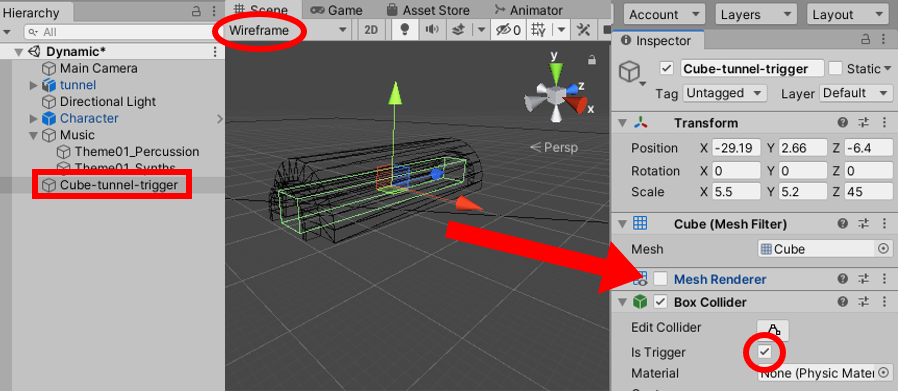 Hierarchy
All
Dynamic*
Main Camera
tunnel
Directional Light
Character
Music
Theme01_Percussion
Theme01_Synths
Cube-tunnel-trigger
Scene
Game
Asset Store
Animator
Wireframe
2D
0
y
z
x
Persp
Account
Layers
Layout
Inspector
Cube-tunnel-trigger
Static
Tag Untagged
Layer Default
Transform
Position X -29.19 Y 2.66 Z -6.4
Rotation X 0 Y 0 Z 0
Scale X 5.5 Y 5.2 Z 45
Cube (Mesh Filter)
Mesh Cube
Mesh Renderer
Box Collider
Edit Collider
Is Trigger
Material None (Physic Mater